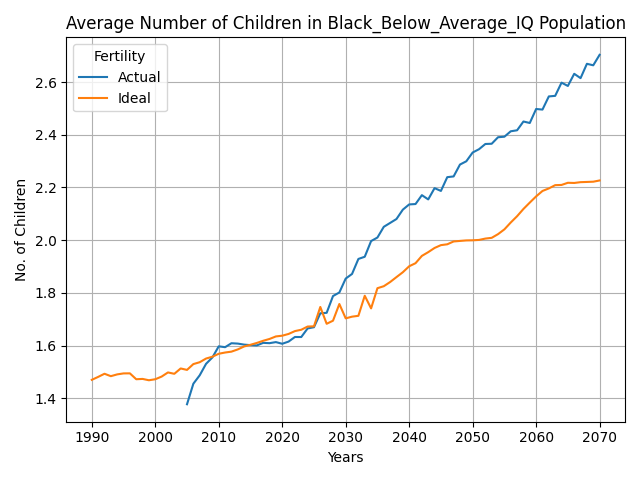 Average Number of Children in Black_Below_Average_IQ Population
Fertility
Actual
Ideal
No. of Children
2.6
2.4
2.2
2.0
1.8
1.6
1.4
1990 2000 2010 2020 2030 2040 2050 2060 2070
Years